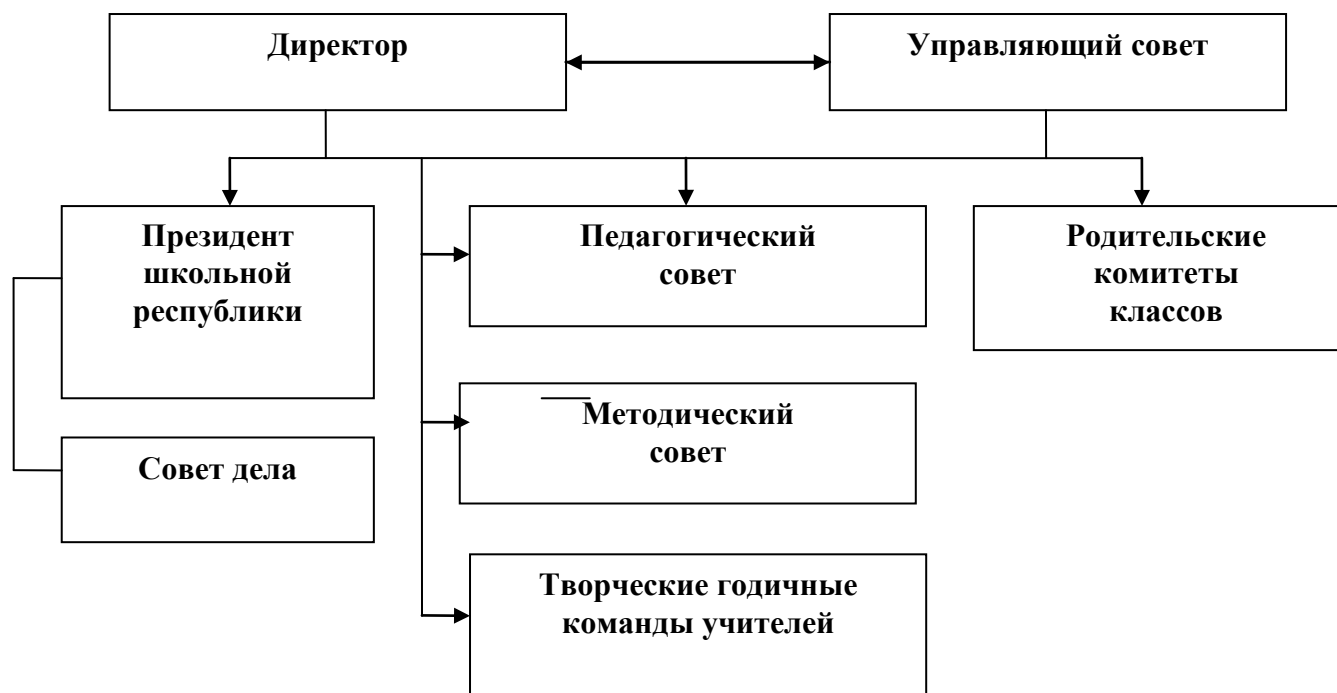 Директор
Управляющий совет
Президент
школьной
республики
Педагогический
совет
Родительские
комитеты
классов
Методический
совет
Совет дела
Творческие годичные
команды учителей